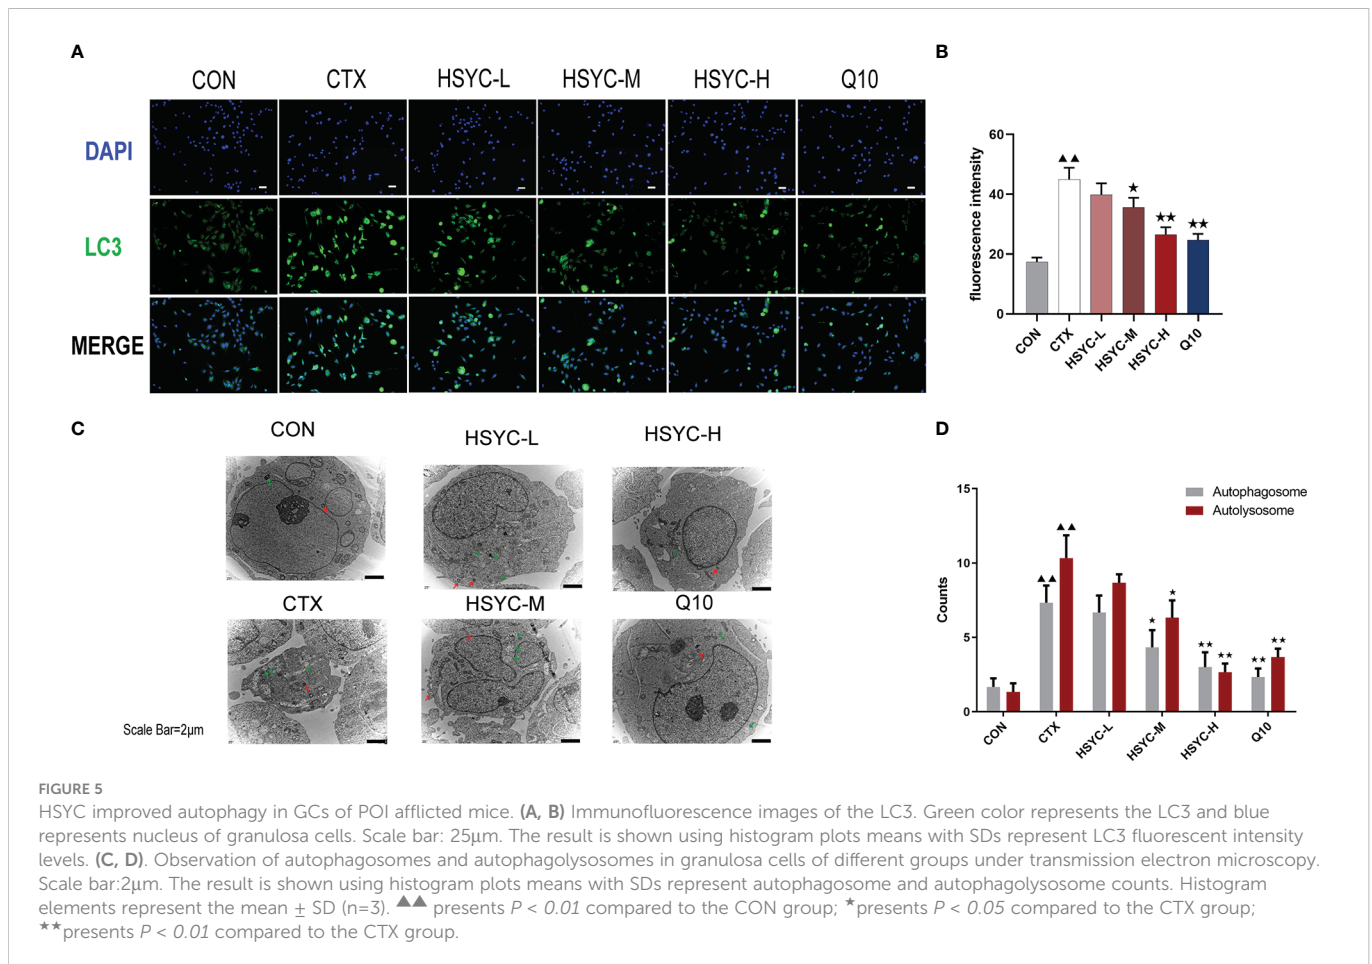 A
CON CTX HSYC-L HSYC-M HSYC-H Q10
DAPI
LC3
MERGE
B
fluorescence intensity
60
40
20
0
▲▲
★
★★
★★
CON CTX HSYC-L HSYC-M HSYC-H Q10
C
CON HSYC-L HSYC-H
CTX HSYC-M Q10
Scale Bar=2μm
D
Counts
15
10
5
0
Autophagosome
Autolysosome
▲▲ ▲▲
★ ★
★★ ★★
★★ ★★
CON CTX HSYC-L HSYC-M HSYC-H Q10
FIGURE 5
HSYC improved autophagy in GCs of POI afflicted mice. (A, B) Immunofluorescence images of the LC3. Green color represents the LC3 and blue
represents nucleus of granulosa cells. Scale bar: 25μm. The result is shown using histogram plots means with SDs represent LC3 fluorescent intensity
levels. (C, D). Observation of autophagosomes and autophagolysosomes in granulosa cells of different groups under transmission electron microscopy.
Scale bar:2μm. The result is shown using histogram plots means with SDs represent autophagosome and autophagolysosome counts. Histogram
elements represent the mean ± SD (n=3). ▲▲ presents P < 0.01 compared to the CON group; ★presents P < 0.05 compared to the CTX group;
★★presents P < 0.01 compared to the CTX group.